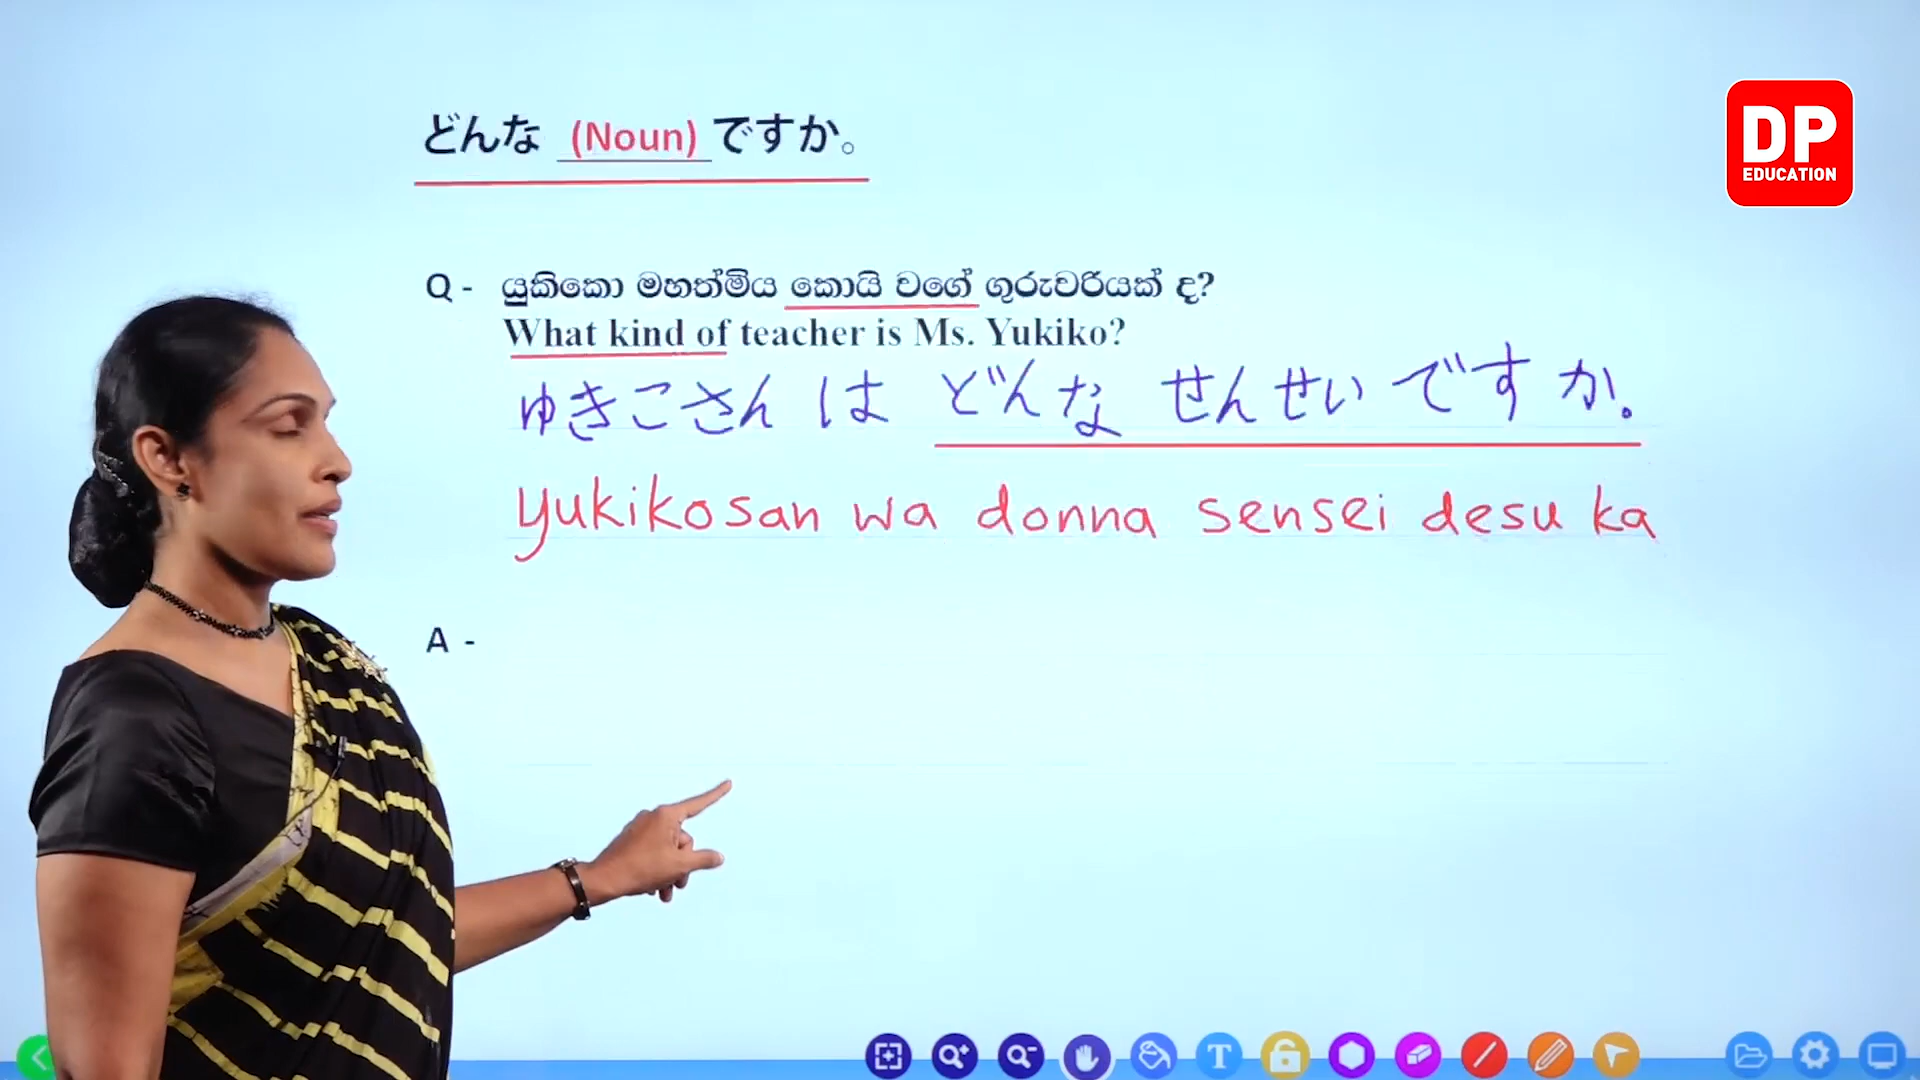 DP
EDUCATION
どんな (Noun) ですか。
Q - යුකිකො මහත්මිය කොයි වගේ ගුරුවරියක් ද?
What kind of teacher is Ms. Yukiko?
ゆきこさん は どんな せんせい です か。
yukikosan wa donna sensei desu ka
A -
T